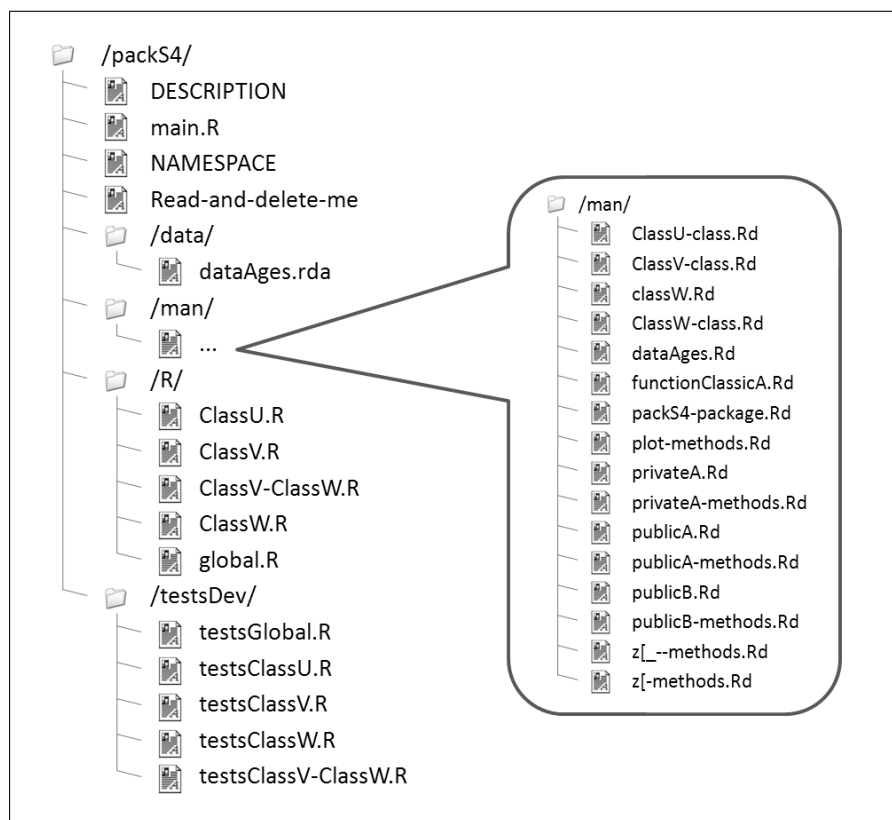 /packS4/
DESCRIPTION
main.R
NAMESPACE
Read-and-delete-me
/data/
dataAges.rda
/man/
...
/R/
ClassU.R
ClassV.R
ClassV-ClassW.R
ClassW.R
global.R
/testsDev/
testsGlobal.R
testsClassU.R
testsClassV.R
testsClassW.R
testsClassV-ClassW.R
/man/
ClassU-class.Rd
ClassV-class.Rd
classW.Rd
ClassW-class.Rd
dataAges.Rd
functionClassicA.Rd
packS4-package.Rd
plot-methods.Rd
privateA.Rd
privateA-methods.Rd
publicA.Rd
publicA-methods.Rd
publicB.Rd
publicB-methods.Rd
z[_--methods.Rd
z[-methods.Rd